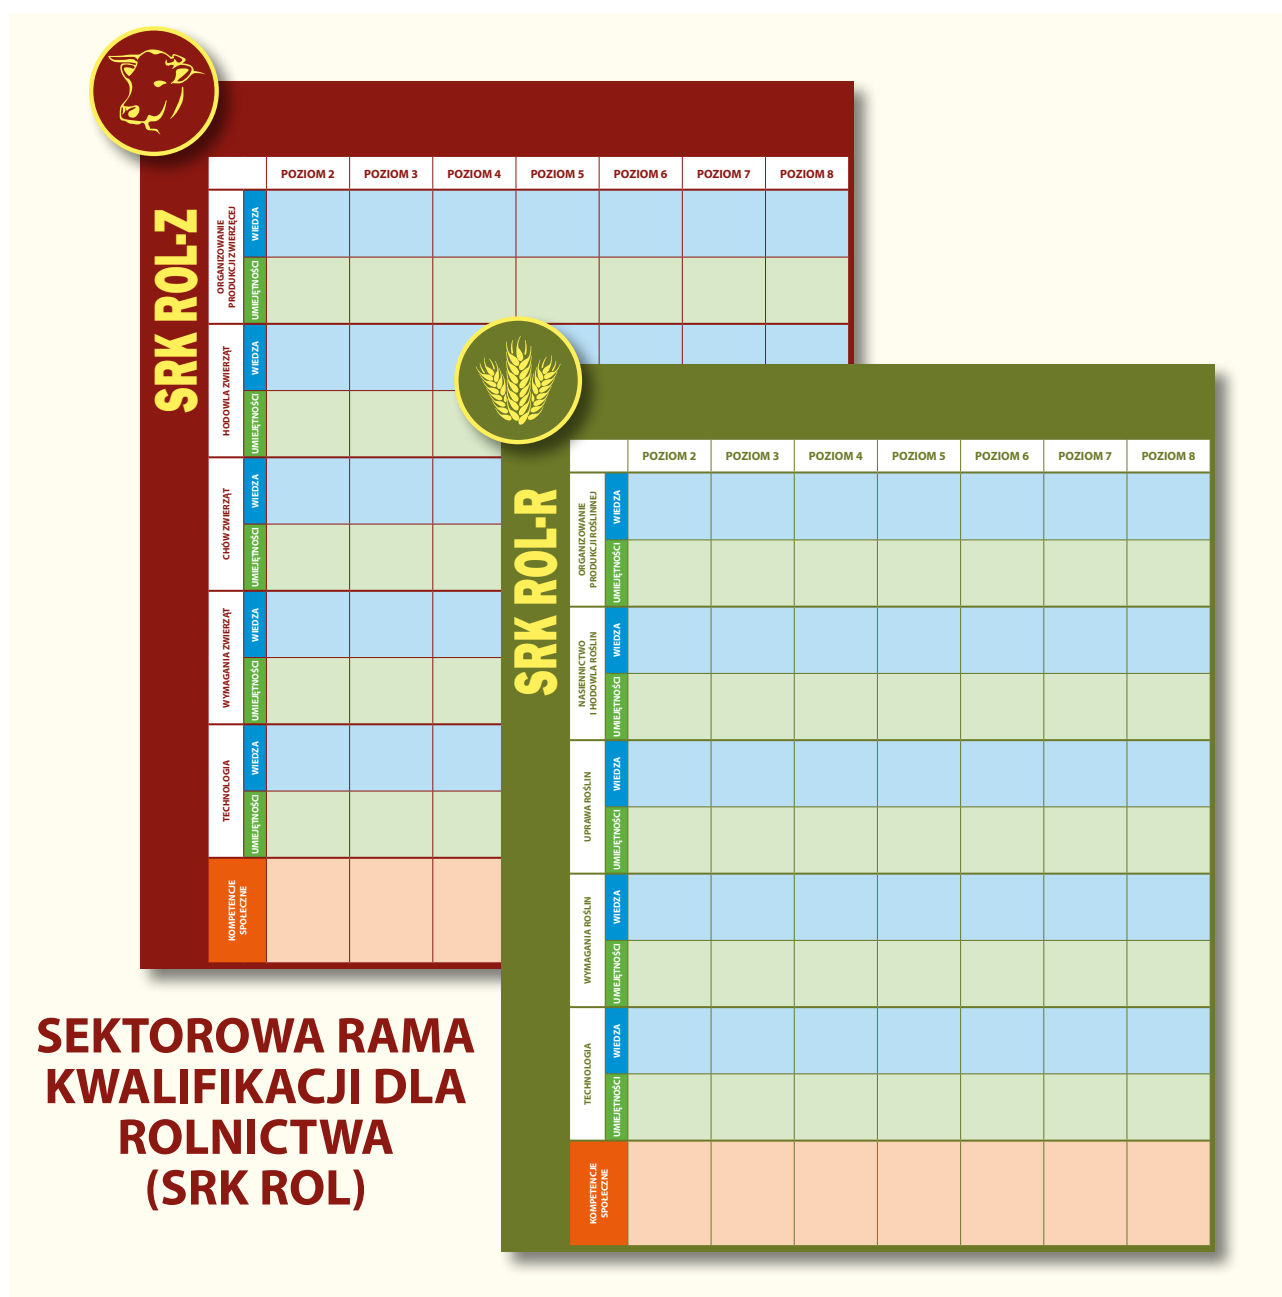 SRK ROL-Z
POZIOM 2 POZIOM 3 POZIOM 4 POZIOM 5 POZIOM 6 POZIOM 7 POZIOM 8
ORGANIZOWANIE
PRODUKCJI ZWIERZĘCEJ
WIEDZA
UMIEJĘTNOŚCI
HODOWLA ZWIERZĄT
WIEDZA
UMIEJĘTNOŚCI
CHÓW ZWIERZĄT
WIEDZA
UMIEJĘTNOŚCI
WYMAGANIA ZWIERZĄT
WIEDZA
UMIEJĘTNOŚCI
TECHNOLOGIA
WIEDZA
UMIEJĘTNOŚCI
KOMPETENCJE
SPOŁECZNE
SRK ROL-R
POZIOM 2 POZIOM 3 POZIOM 4 POZIOM 5 POZIOM 6 POZIOM 7 POZIOM 8
ORGANIZOWANIE
PRODUKCJI ROŚLINNEJ
WIEDZA
UMIEJĘTNOŚCI
NASIENNICTWO
I HODOWLA ROŚLIN
WIEDZA
UMIEJĘTNOŚCI
UPRAWA ROŚLIN
WIEDZA
UMIEJĘTNOŚCI
WYMAGANIA ROŚLIN
WIEDZA
UMIEJĘTNOŚCI
TECHNOLOGIA
WIEDZA
UMIEJĘTNOŚCI
KOMPETENCJE
SPOŁECZNE
SEKTOROWA RAMA
KWALIFIKACJI DLA
ROLNICTWA
(SRK ROL)